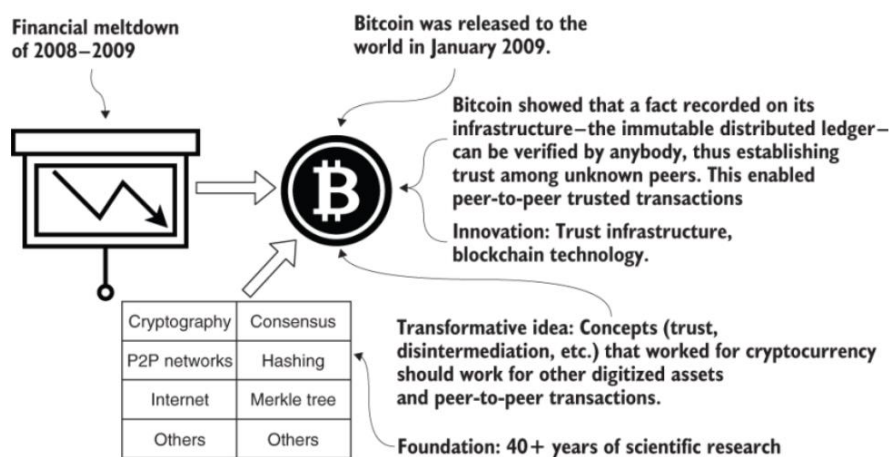 Financial meltdown
of 2008–2009
Bitcoin was released to the
world in January 2009.
Bitcoin showed that a fact recorded on its
infrastructure–the immutable distributed ledger–
can be verified by anybody, thus establishing
trust among unknown peers. This enabled
peer-to-peer trusted transactions
Innovation: Trust infrastructure,
blockchain technology.
Cryptography Consensus
P2P networks Hashing
Internet Merkle tree
Others Others
Transformative idea: Concepts (trust,
disintermediation, etc.) that worked for cryptocurrency
should work for other digitized assets
and peer-to-peer transactions.
Foundation: 40+ years of scientific research